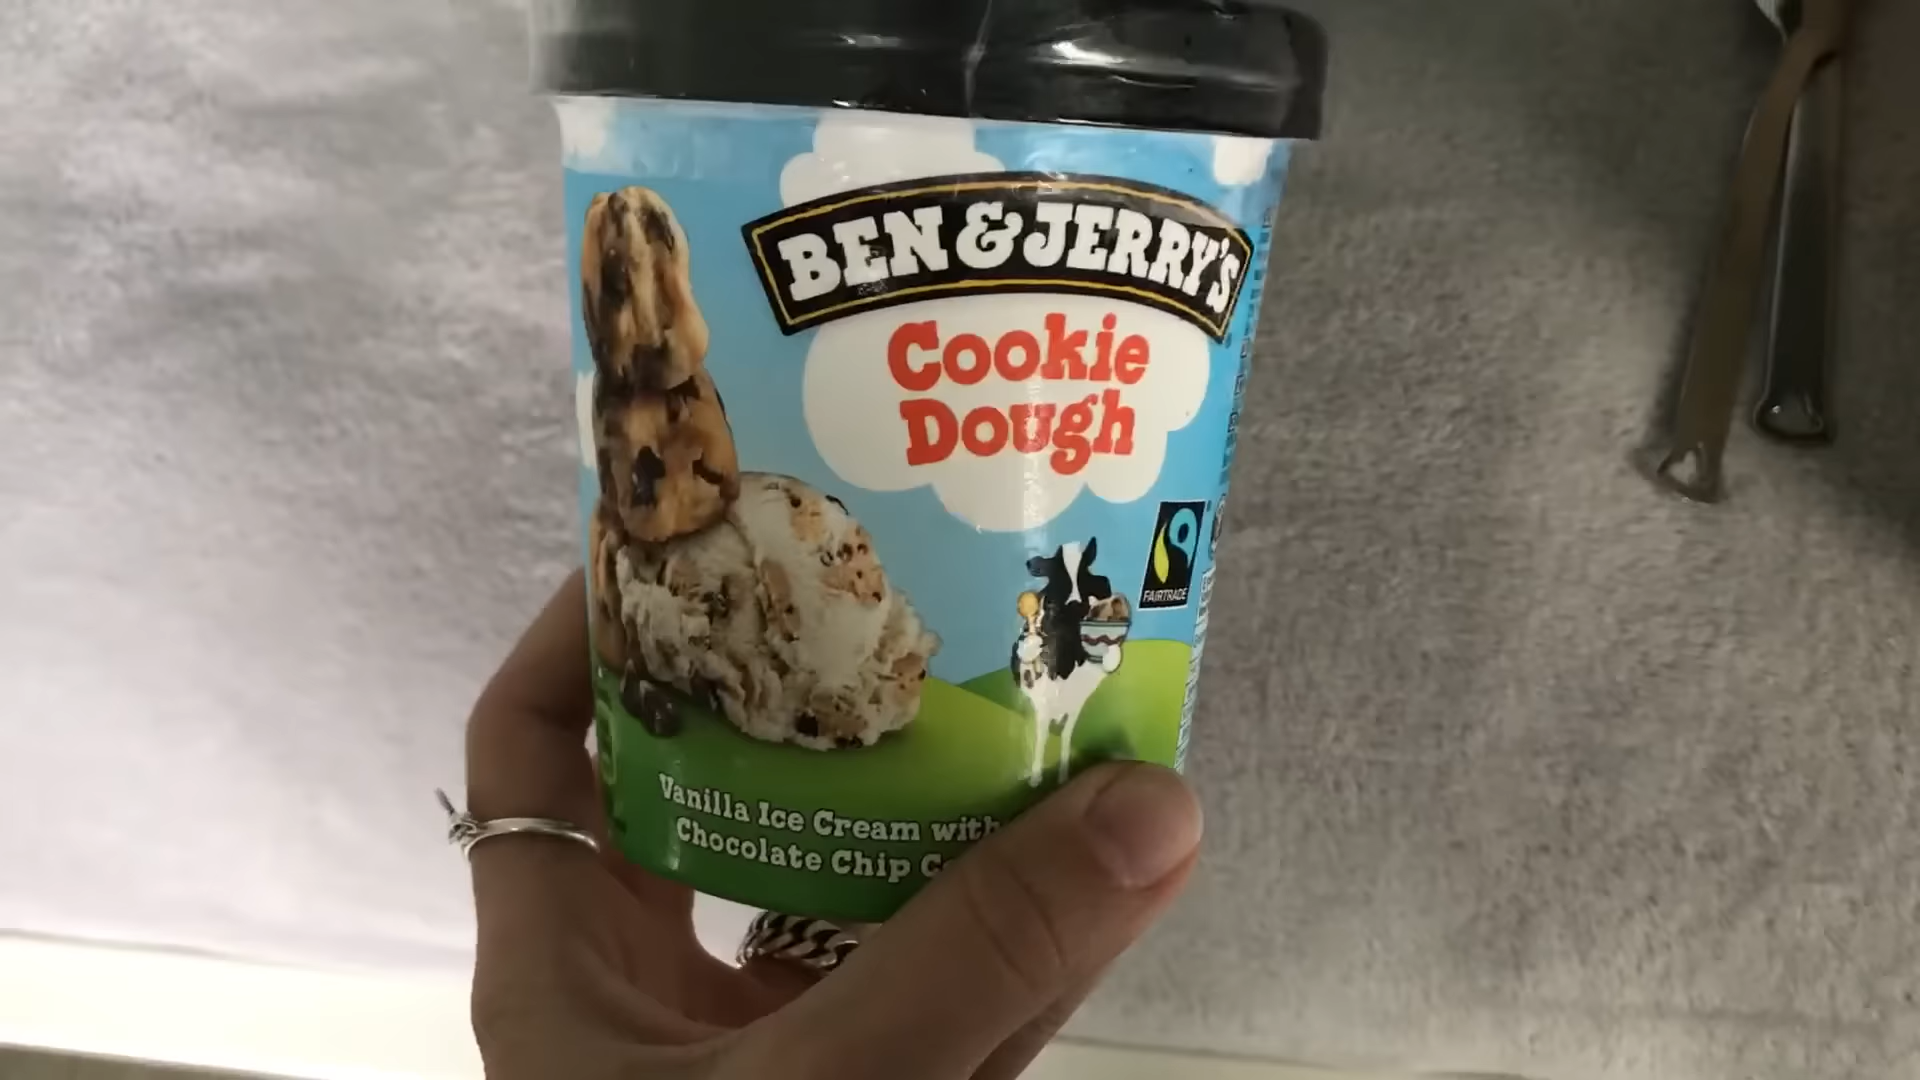 BEN & JERRY'S
Cookie
Dough
FAIRTRADE
Vanilla Ice Cream with
Chocolate Chip